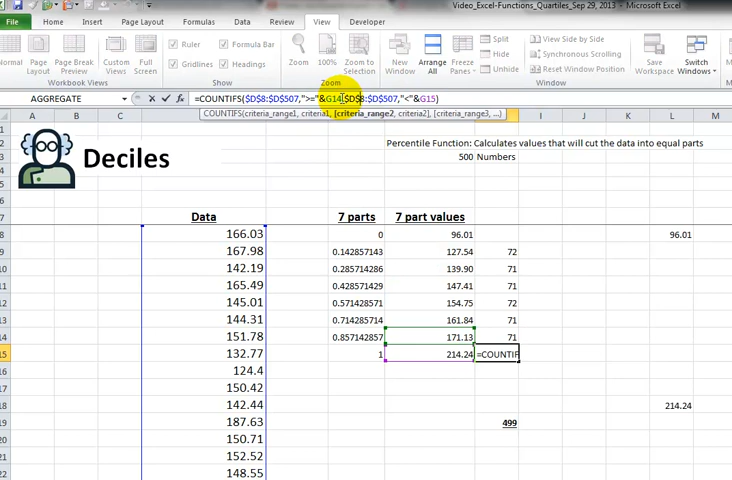 Video_Excel-Functions_Quartiles_Sep 29, 2013 - Microsoft Excel
File Home Insert Page Layout Formulas Data Review View Developer
Ruler Formula Bar
Gridlines Headings
Zoom 100% Zoom to Selection
New Window Arrange All
Split
Hide
Unhide
View Side by Side
Synchronous Scrolling
Reset Window Position
Save Workspace
Switch Windows
Normal Page Layout Page Break Preview
Workbook Views Show Zoom Window
AGGREGATE fx =COUNTIFS($D$8:$D$507,">="&G14,$D$8:$D$507,"<"&G15)
COUNTIFS(criteria_range1, criteria1, [criteria_range2, criteria2], [criteria_range3, ...)
A B C I J K L M
Deciles
Percentile Function: Calculates values that will cut the data into equal parts
500 Numbers
Data 7 parts 7 part values
166.03 0 96.01 96.01
167.98 0.142857143 127.54 72
142.19 0.285714286 139.90 71
165.49 0.428571429 147.41 71
145.01 0.571428571 154.75 72
144.31 0.714285714 161.84 71
151.78 0.857142857 171.13 71
132.77 1 214.24 =COUNTIF
124.4
150.42
142.44 214.24
187.63 499
150.71
152.52
148.55